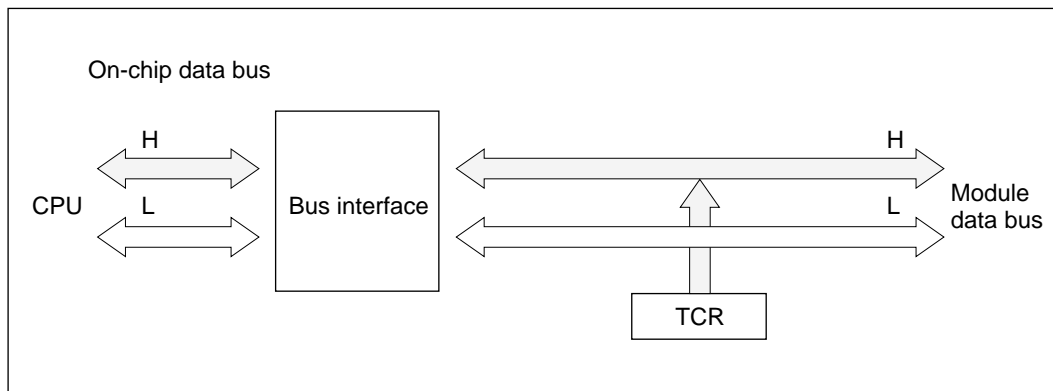 On-chip data bus
H
H
CPU
L
Bus interface
L
Module
data bus
TCR